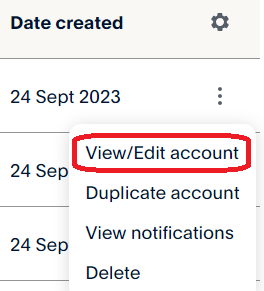 Date created
24 Sept 2023
View/Edit account
24 Sep
Duplicate account
View notifications
24 Sep
Delete